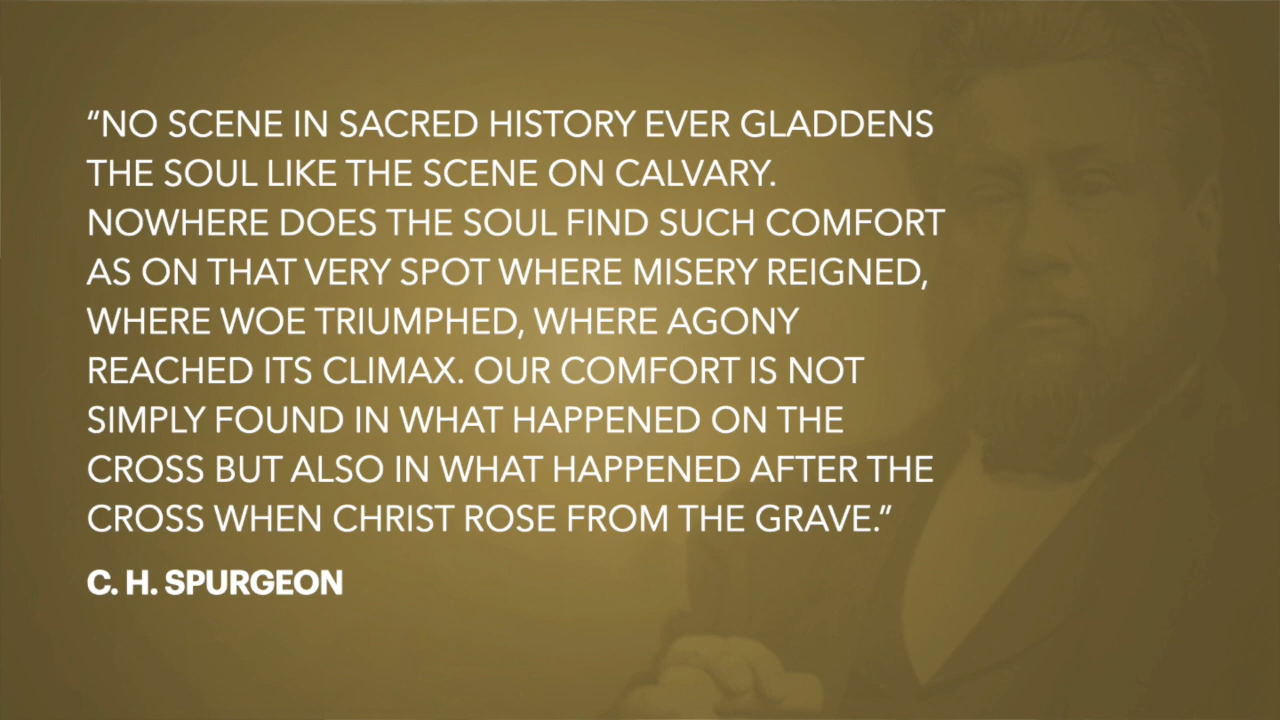 “NO SCENE IN SACRED HISTORY EVER GLADDENS
THE SOUL LIKE THE SCENE ON CALVARY.
NOWHERE DOES THE SOUL FIND SUCH COMFORT
AS ON THAT VERY SPOT WHERE MISERY REIGNED,
WHERE WOE TRIUMPHED, WHERE AGONY
REACHED ITS CLIMAX. OUR COMFORT IS NOT
SIMPLY FOUND IN WHAT HAPPENED ON THE
CROSS BUT ALSO IN WHAT HAPPENED AFTER THE
CROSS WHEN CHRIST ROSE FROM THE GRAVE.”
C. H. SPURGEON